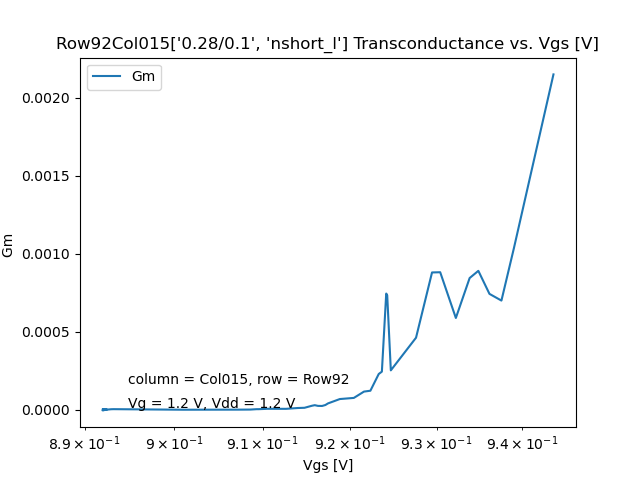 Row92Col015['0.28/0.1', 'nshort_l'] Transconductance vs. Vgs [V]
Gm
0.0020
0.0015
0.0010
0.0005
0.0000
Gm
column = Col015, row = Row92
Vg = 1.2 V, Vdd = 1.2 V
8.9 × 10⁻¹ 9 × 10⁻¹ 9.1 × 10⁻¹ 9.2 × 10⁻¹ 9.3 × 10⁻¹ 9.4 × 10⁻¹
Vgs [V]